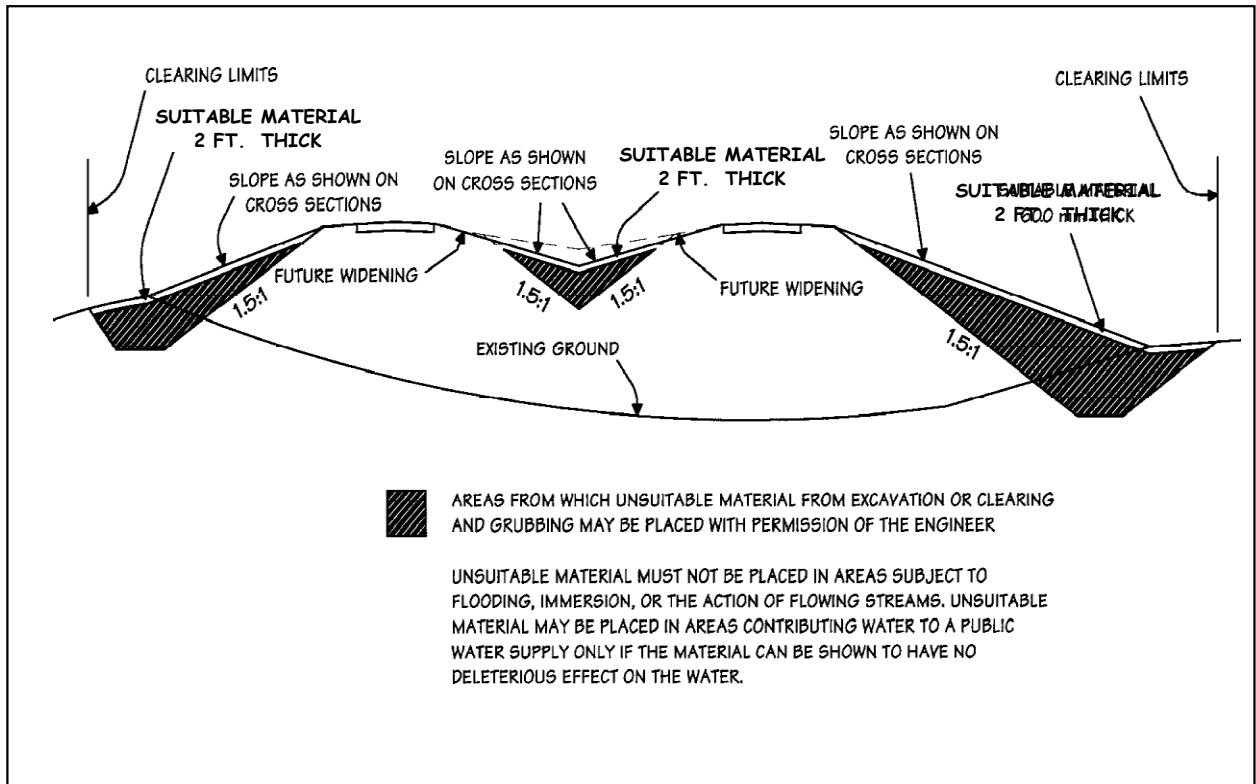 CLEARING LIMITS
SUITABLE MATERIAL
2 FT. THICK
SLOPE AS SHOWN ON
CROSS SECTIONS
SLOPE AS SHOWN
ON CROSS SECTIONS
SUITABLE MATERIAL
2 FT. THICK
SLOPE AS SHOWN ON
CROSS SECTIONS
CLEARING LIMITS
SUITABLE MATERIAL
2 FT. THICK
FUTURE WIDENING
FUTURE WIDENING
1.5:1
1.5:1
1.5:1
1.5:1
EXISTING GROUND
AREAS FROM WHICH UNSUITABLE MATERIAL FROM EXCAVATION OR CLEARING
AND GRUBBING MAY BE PLACED WITH PERMISSION OF THE ENGINEER
UNSUITABLE MATERIAL MUST NOT BE PLACED IN AREAS SUBJECT TO
FLOODING, IMMERSION, OR THE ACTION OF FLOWING STREAMS. UNSUITABLE
MATERIAL MAY BE PLACED IN AREAS CONTRIBUTING WATER TO A PUBLIC
WATER SUPPLY ONLY IF THE MATERIAL CAN BE SHOWN TO HAVE NO
DELETERIOUS EFFECT ON THE WATER.